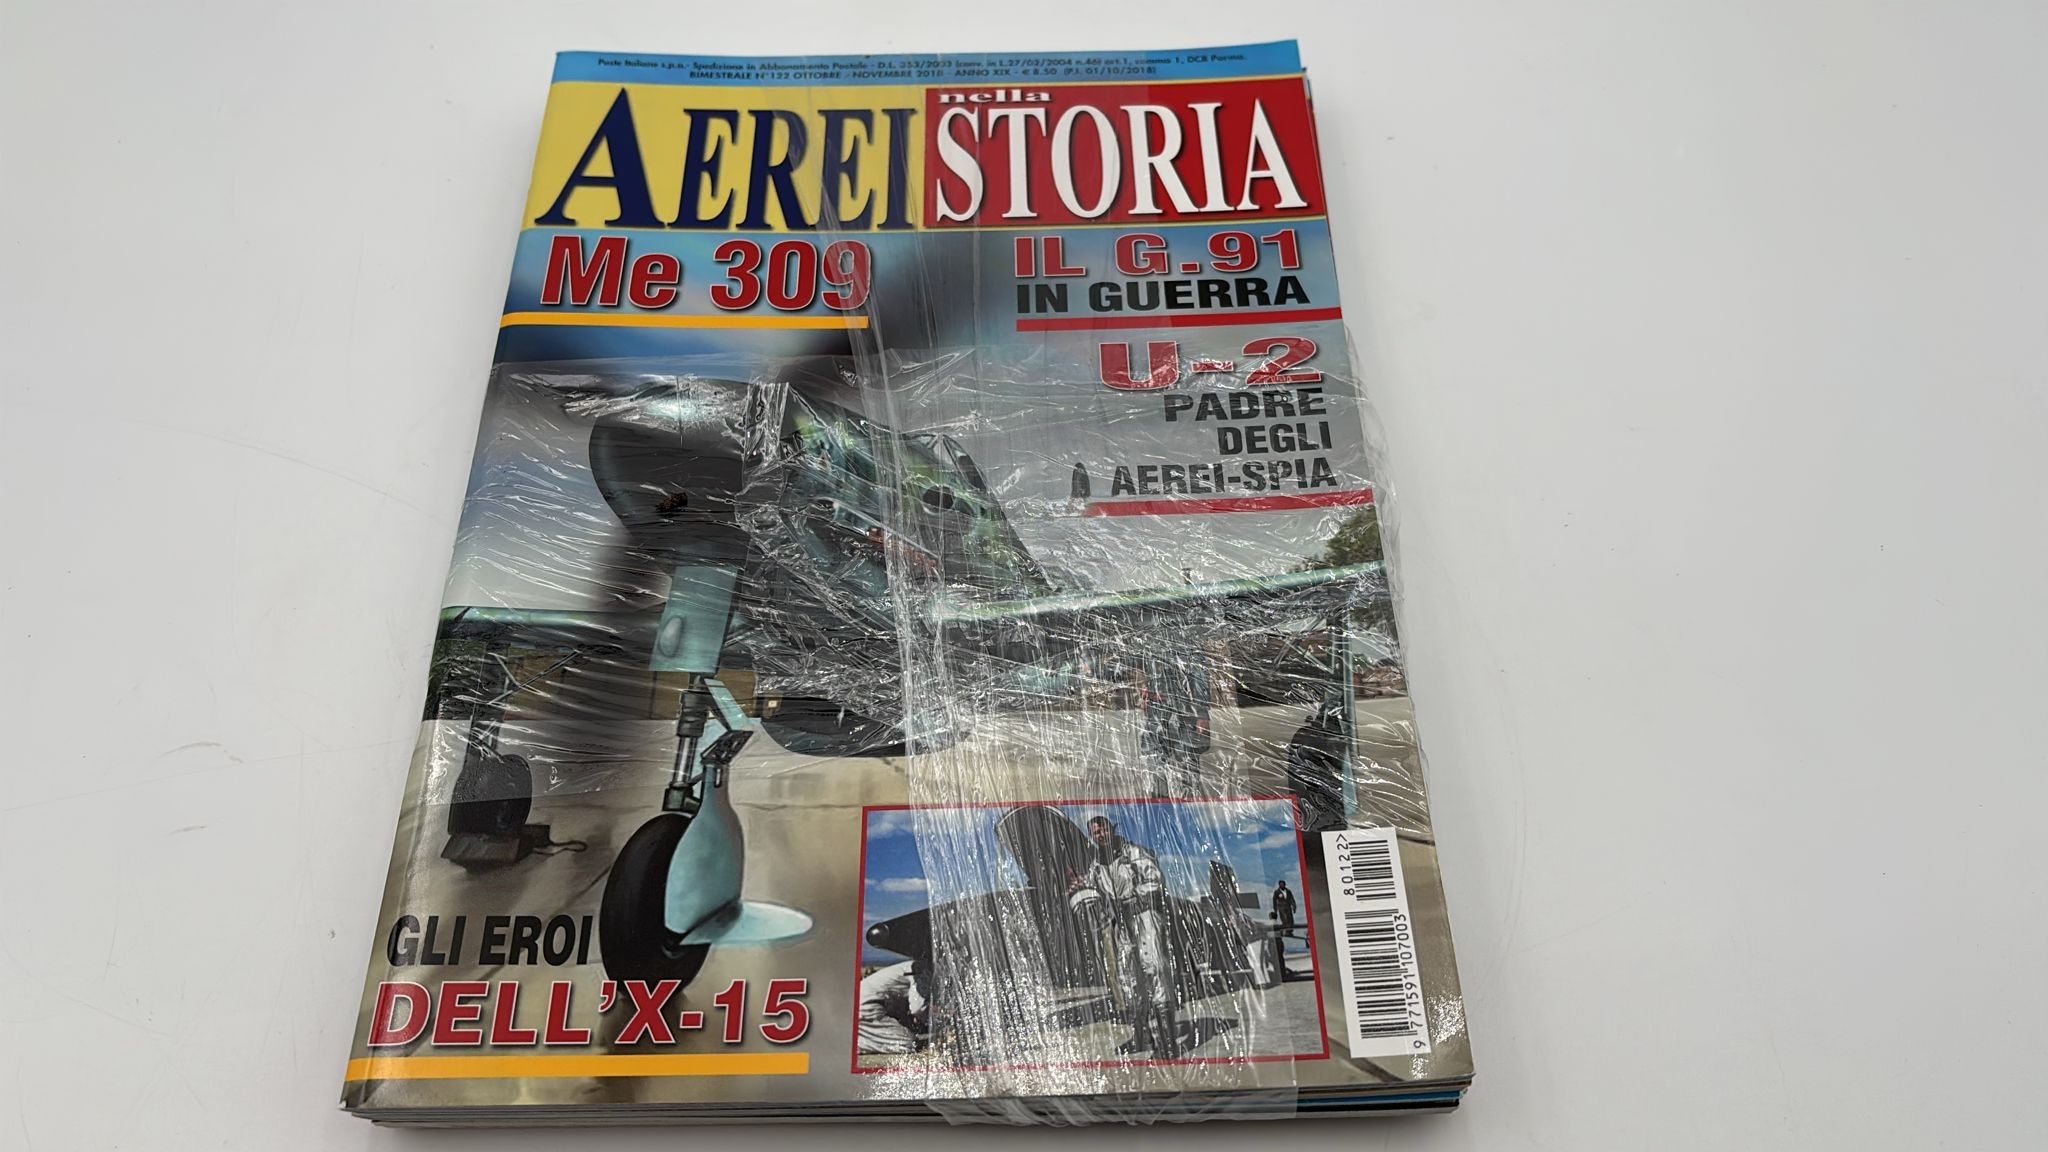 Poste Italiane s.p.a.- Spedizione in Abbonamento Postale - D.L. 353/2003 (conv. in L.27/02/2004 n.46) art.1, comma 1, DCB Parma.
BIMESTRALE N°122 OTTOBRE - NOVEMBRE 2018 - ANNO XIX - € 8.50 (P.I. 01/10/2018)
AEREI nella STORIA
Me 309
IL G.91
IN GUERRA
U-2
PADRE
DEGLI
AEREI-SPIA
GLI EROI
DELL'X-15
80122>
9 771591 107003